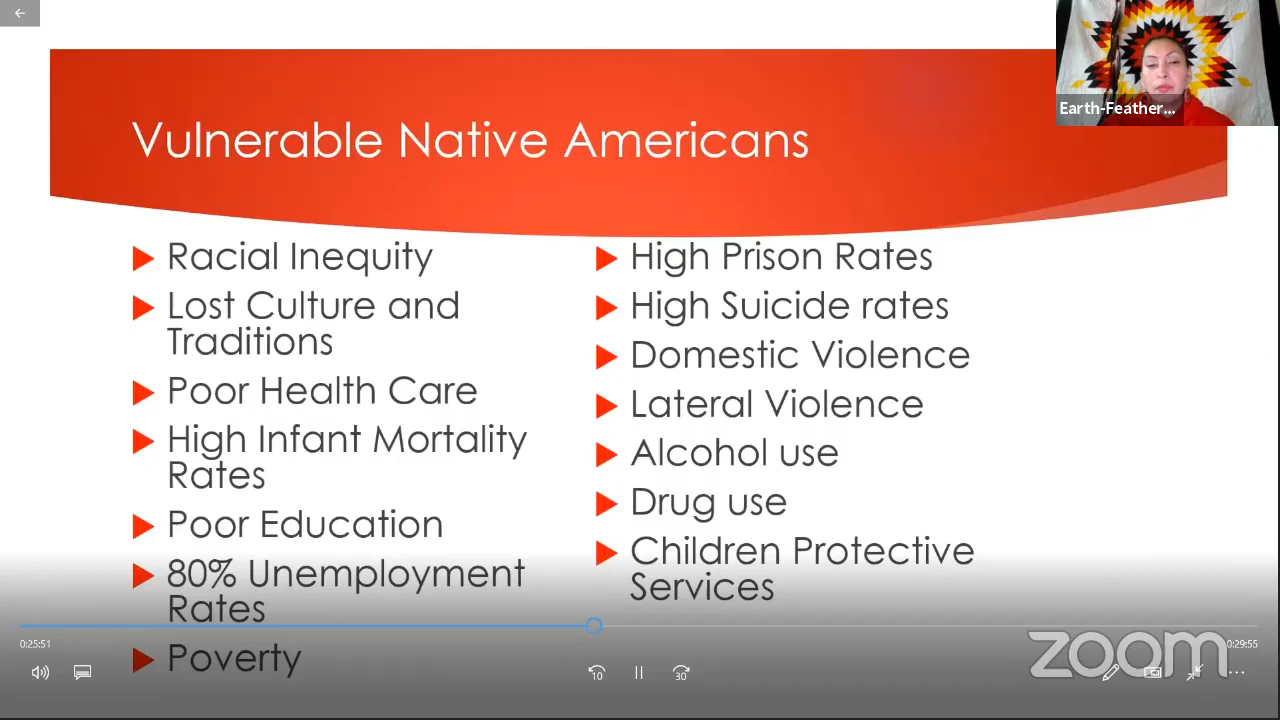 Earth-Feather...
Vulnerable Native Americans
Racial Inequity
Lost Culture and
Traditions
Poor Health Care
High Infant Mortality
Rates
Poor Education
80% Unemployment
Rates
Poverty
High Prison Rates
High Suicide rates
Domestic Violence
Lateral Violence
Alcohol use
Drug use
Children Protective
Services
0:25:51
0:29:55
10
30
zoom